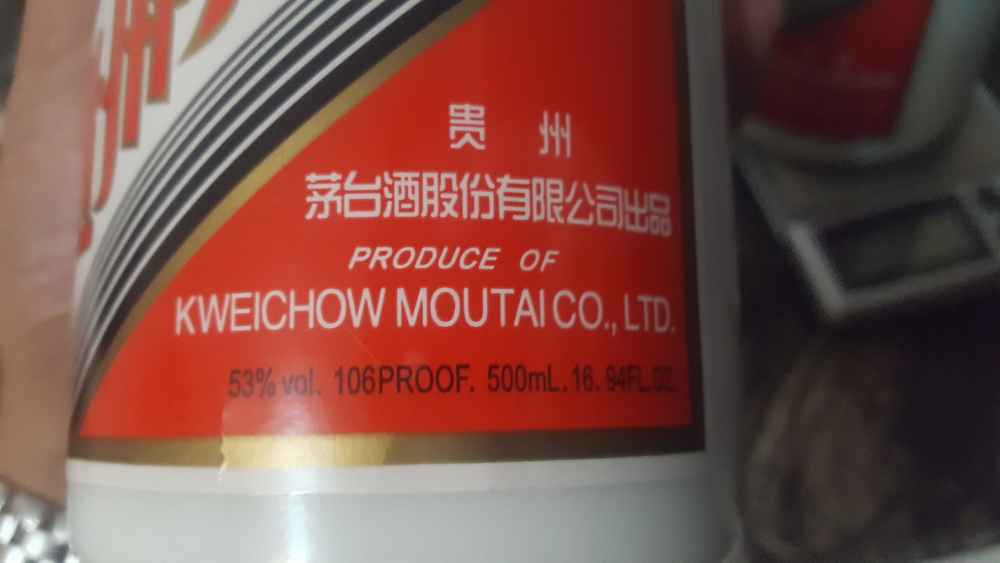 贵 州
茅台酒股份有限公司出品
PRODUCE OF
KWEICHOW MOUTAI CO., LTD.
53% vol. 106PROOF. 500mL. 16. 94FL.OZ.